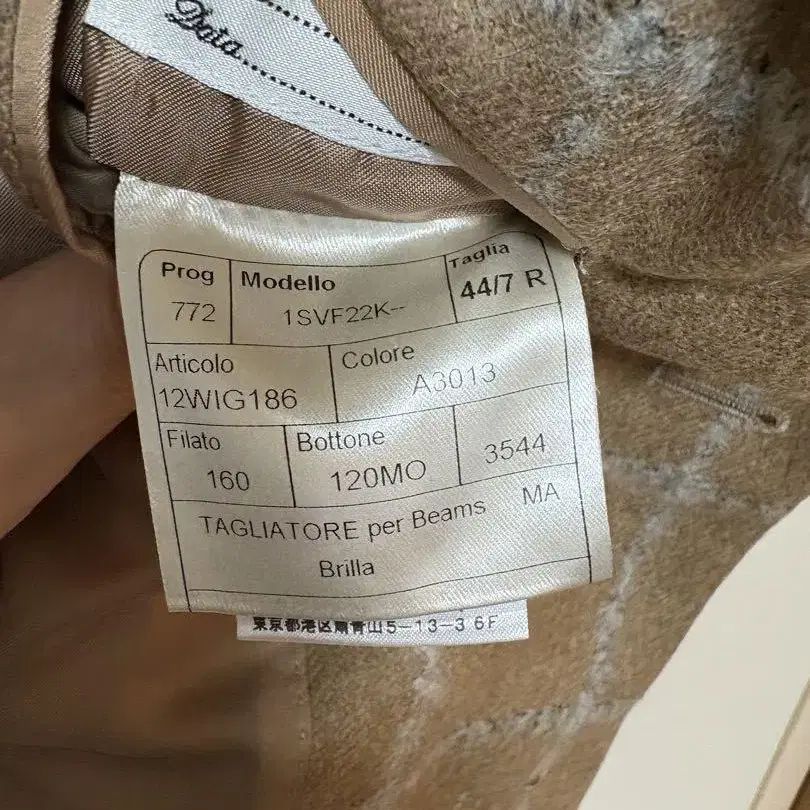 Data
Prog
772
Modello
1SVF22K--
Taglia
44/7 R
Articolo
12WIG186
Colore
A3013
Filato
160
Bottone
120MO
3544
TAGLIATORE per Beams MA
Brilla
東京都港区南青山5-13-3 6F